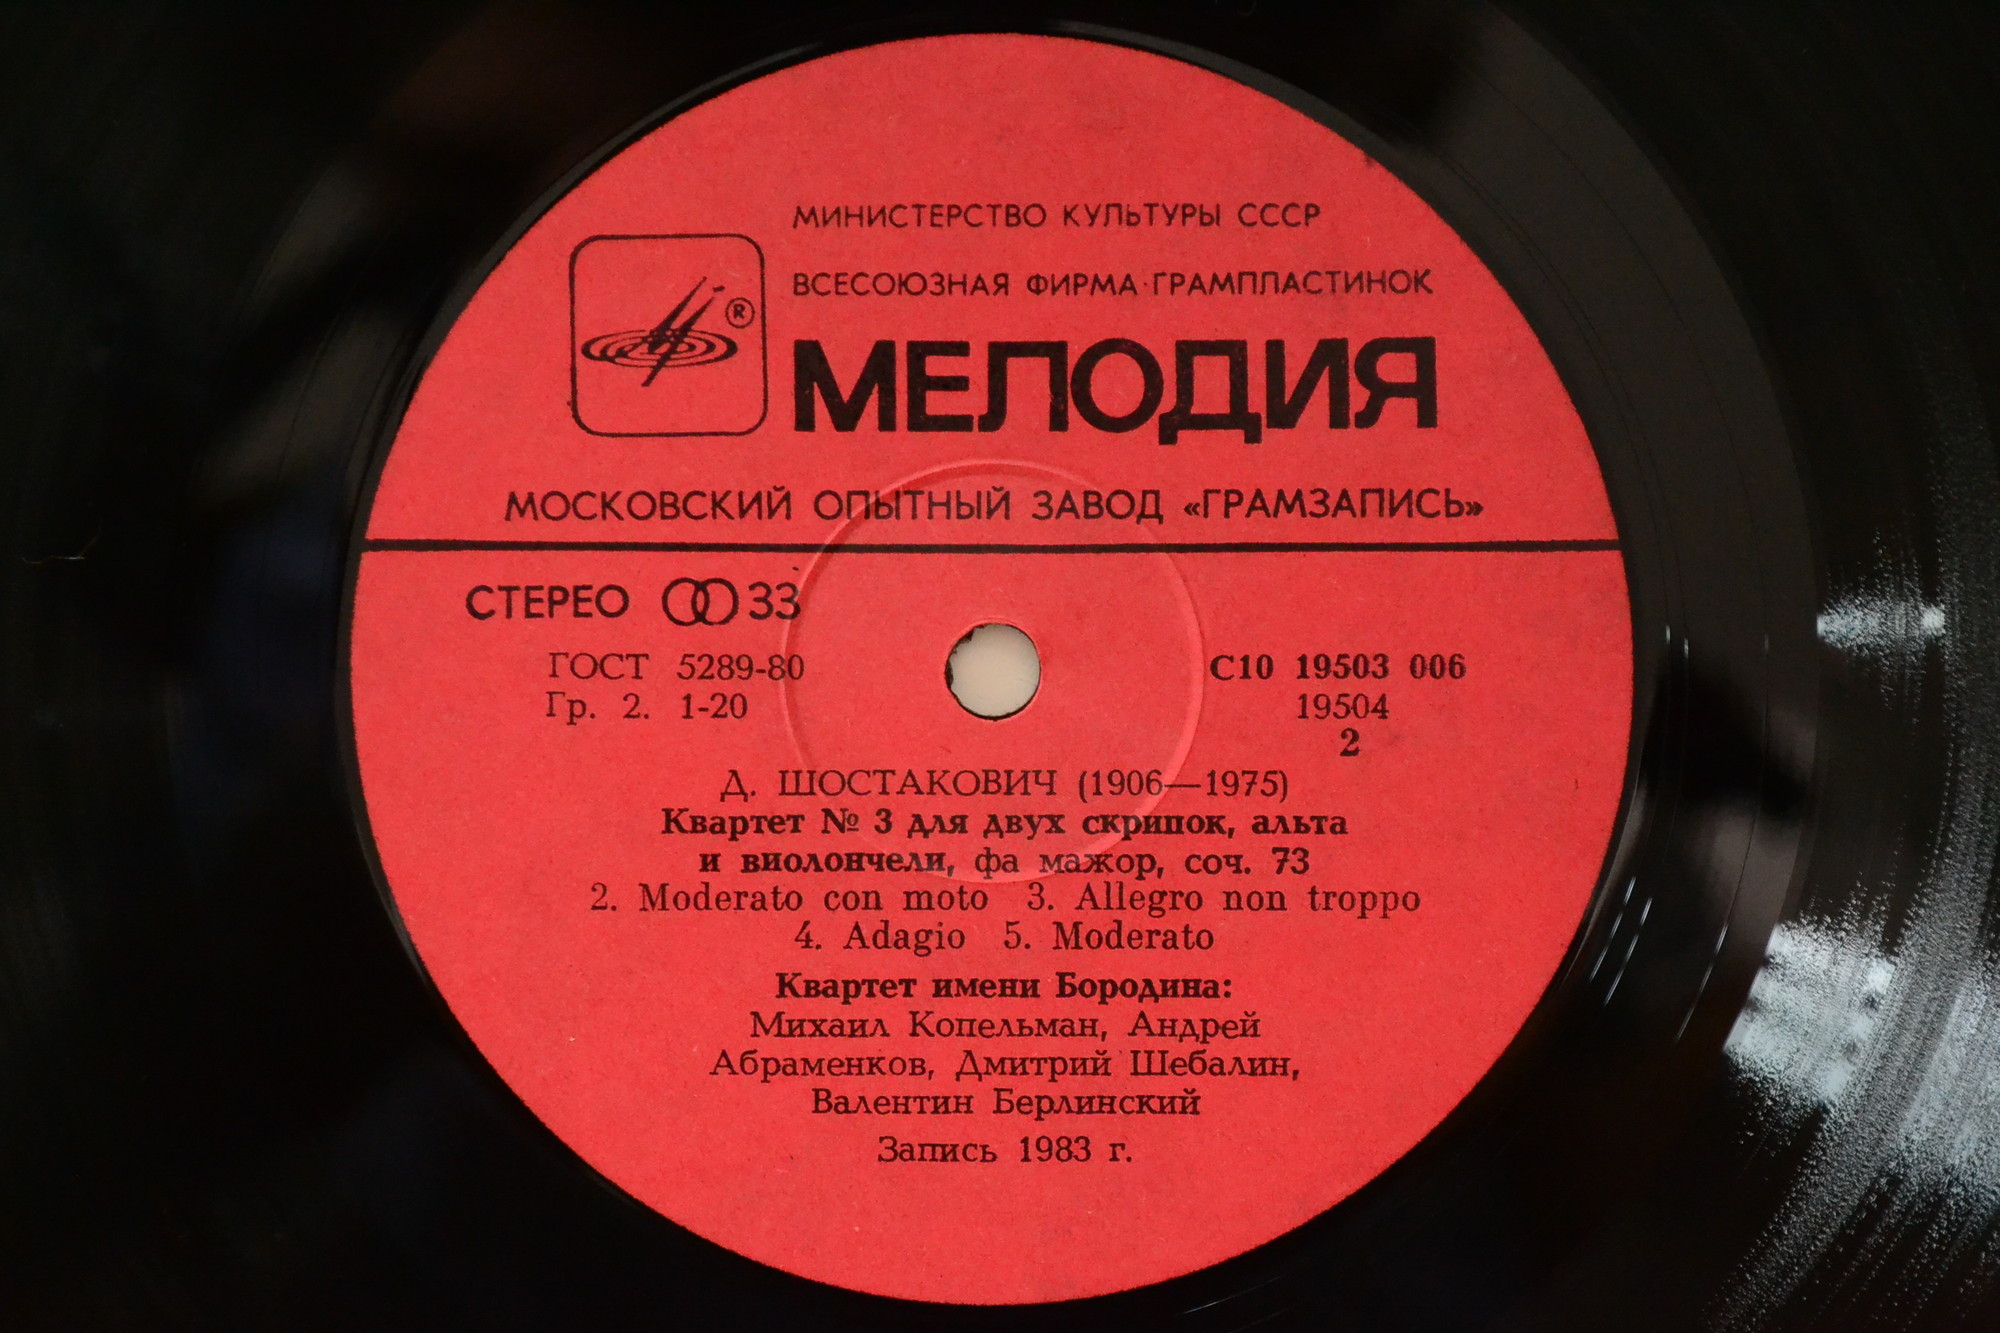 МИНИСТЕРСТВО КУЛЬТУРЫ СССР
ВСЕСОЮЗНАЯ ФИРМА·ГРАМПЛАСТИНОК
®
МЕЛОДИЯ
МОСКОВСКИЙ ОПЫТНЫЙ ЗАВОД «ГРАМЗАПИСЬ»
СТЕРЕО 33
ГОСТ 5289-80
Гр. 2. 1-20
С10 19503 006
19504
2
Д. ШОСТАКОВИЧ (1906—1975)
Квартет № 3 для двух скрипок, альта
и виолончели, фа мажор, соч. 73
2. Moderato con moto 3. Allegro non troppo
4. Adagio 5. Moderato
Квартет имени Бородина:
Михаил Копельман, Андрей
Абраменков, Дмитрий Шебалин,
Валентин Берлинский
Запись 1983 г.